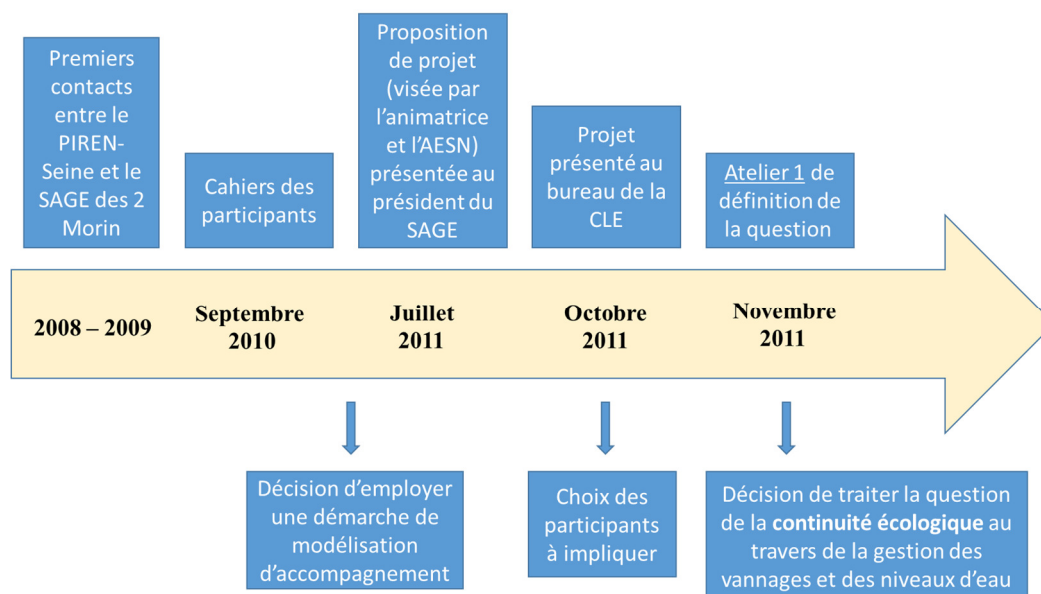 Premiers
contacts
entre le
PIREN-
Seine et le
SAGE des 2
Morin
Cahiers des
participants
Proposition
de projet
(visée par
l'animatrice
et l'AESN)
présentée au
président du
SAGE
Projet
présenté au
bureau de la
CLE
Atelier 1 de
définition de
la question
2008 – 2009
Septembre
2010
Juillet
2011
Octobre
2011
Novembre
2011
Décision d'employer
une démarche de
modélisation
d'accompagnement
Choix des
participants
à impliquer
Décision de traiter la question
de la continuité écologique au
travers de la gestion des
vannages et des niveaux d'eau